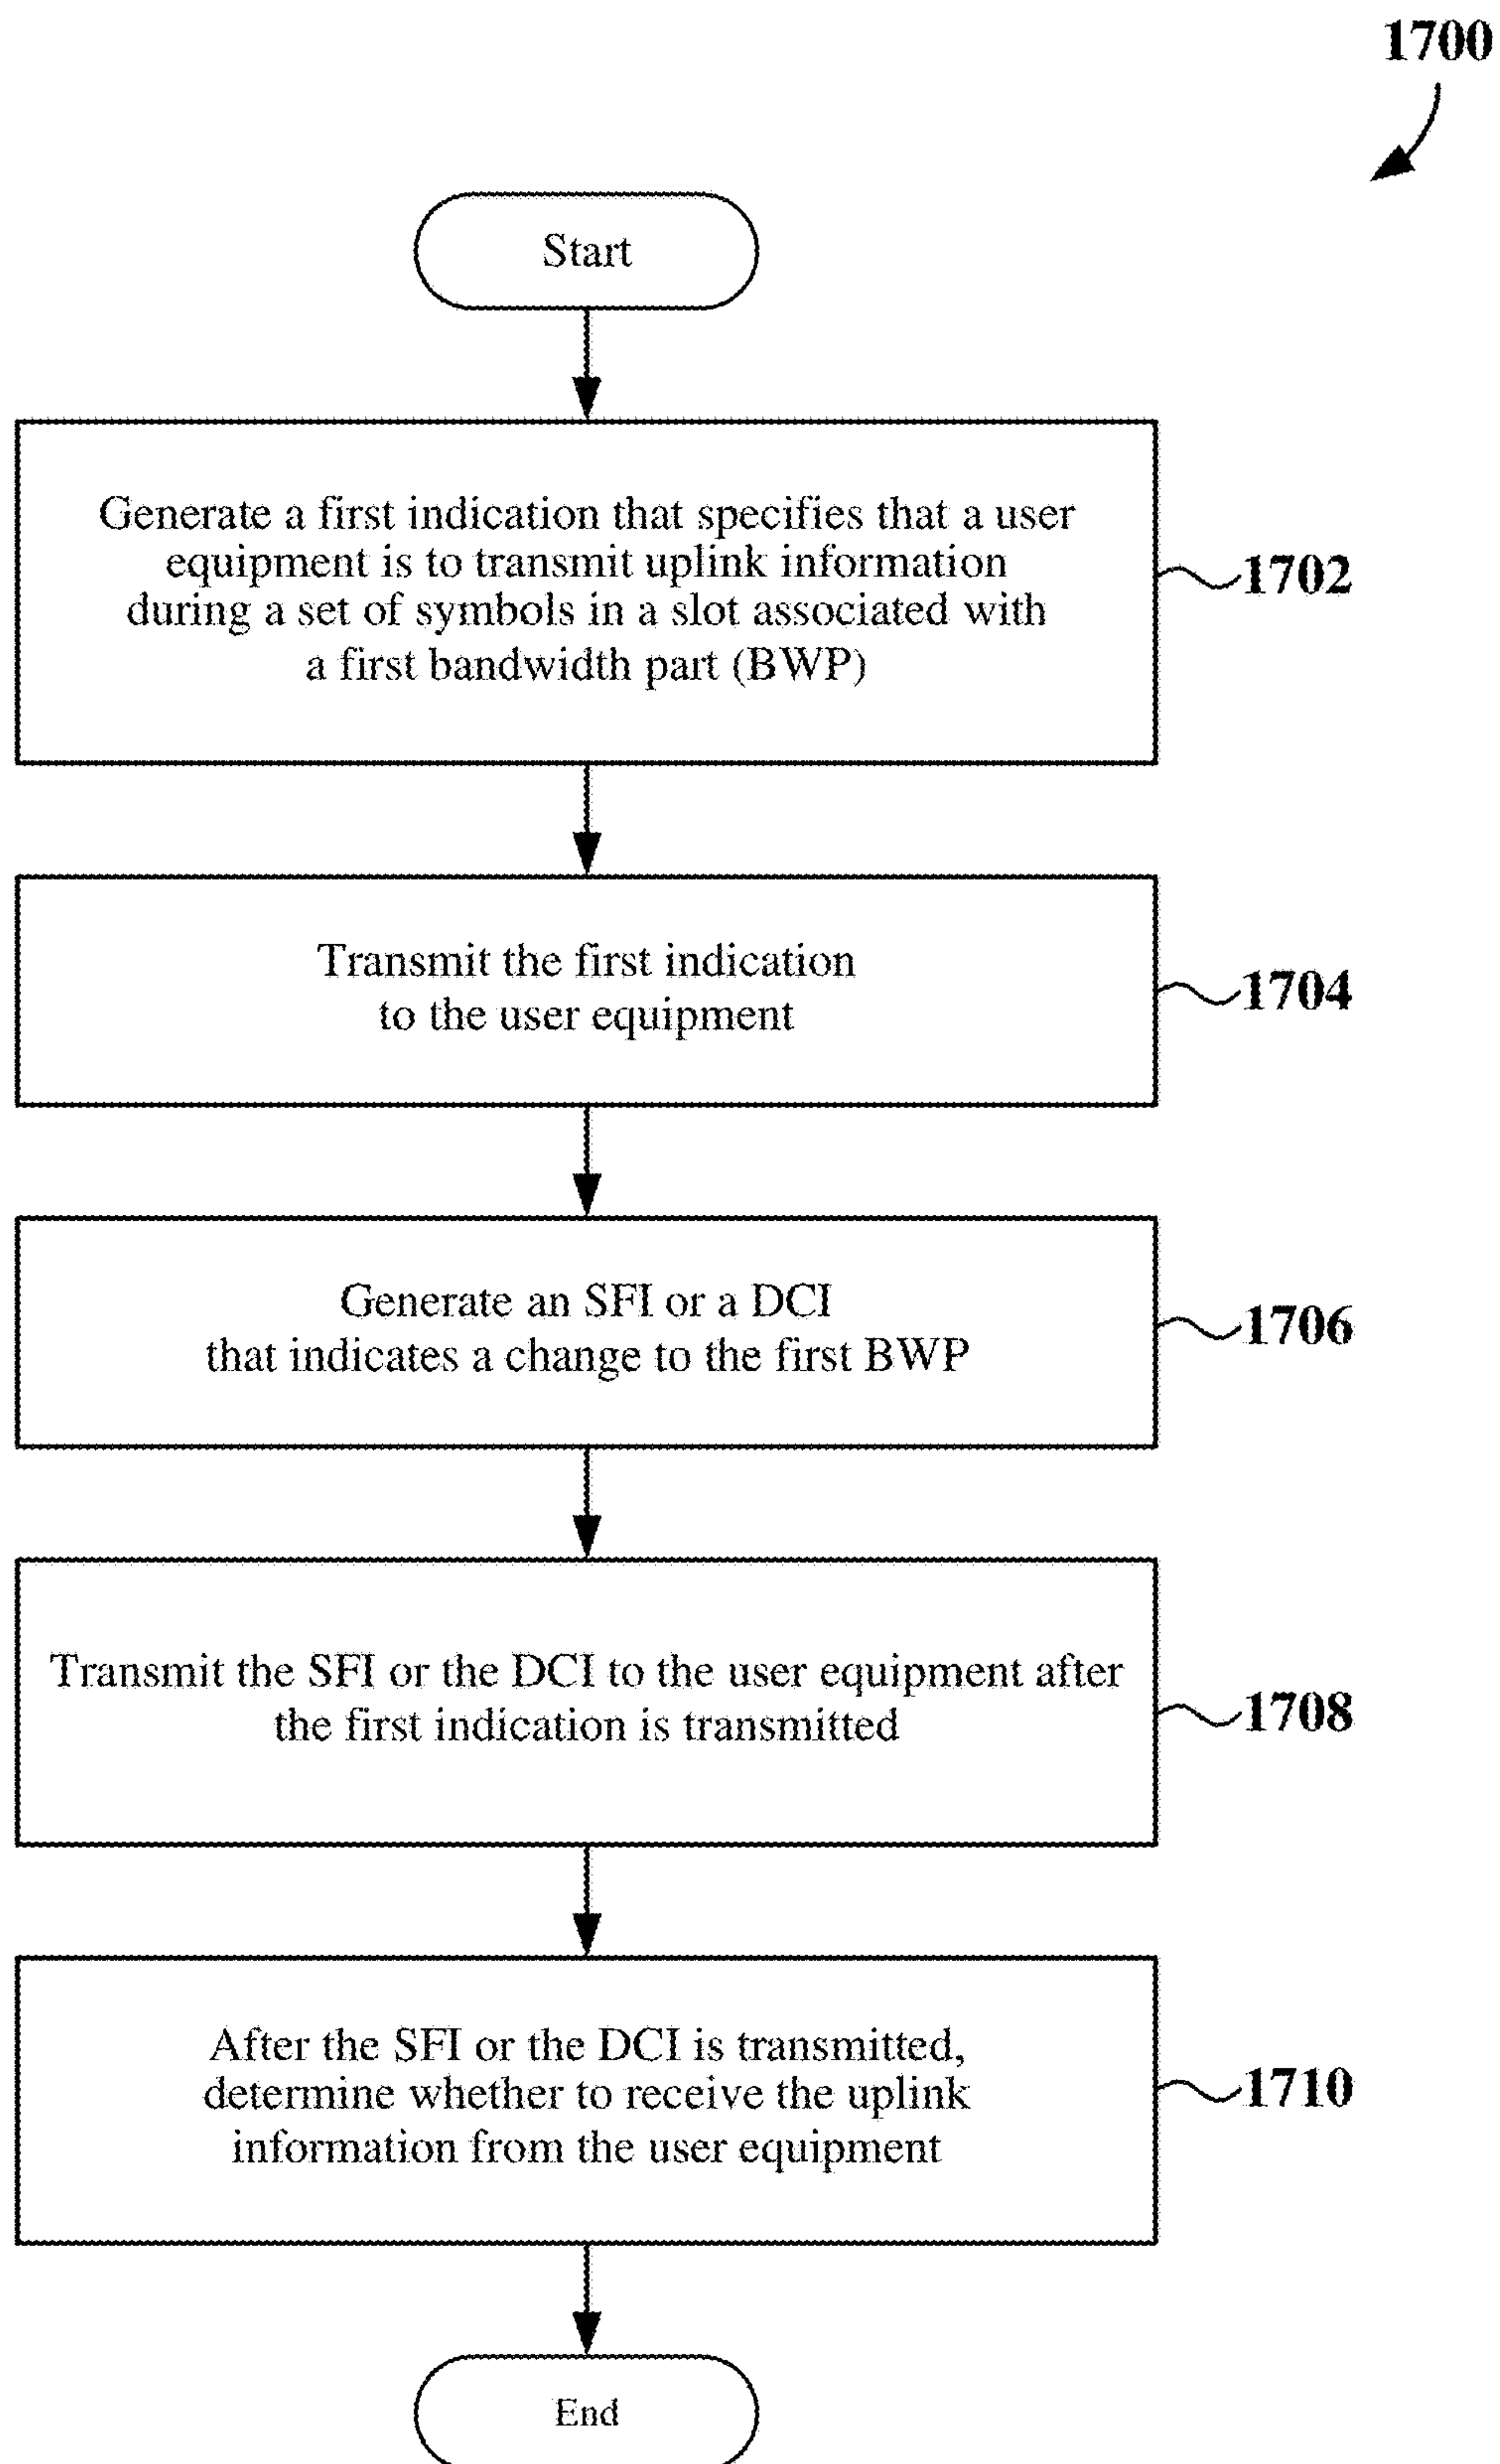 1700
Start
Generate a first indication that specifies that a user
equipment is to transmit uplink information
during a set of symbols in a slot associated with
a first bandwidth part (BWP)
1702
Transmit the first indication
to the user equipment
1704
Generate an SFI or a DCI
that indicates a change to the first BWP
1706
Transmit the SFI or the DCI to the user equipment after
the first indication is transmitted
1708
After the SFI or the DCI is transmitted,
determine whether to receive the uplink
information from the user equipment
1710
End